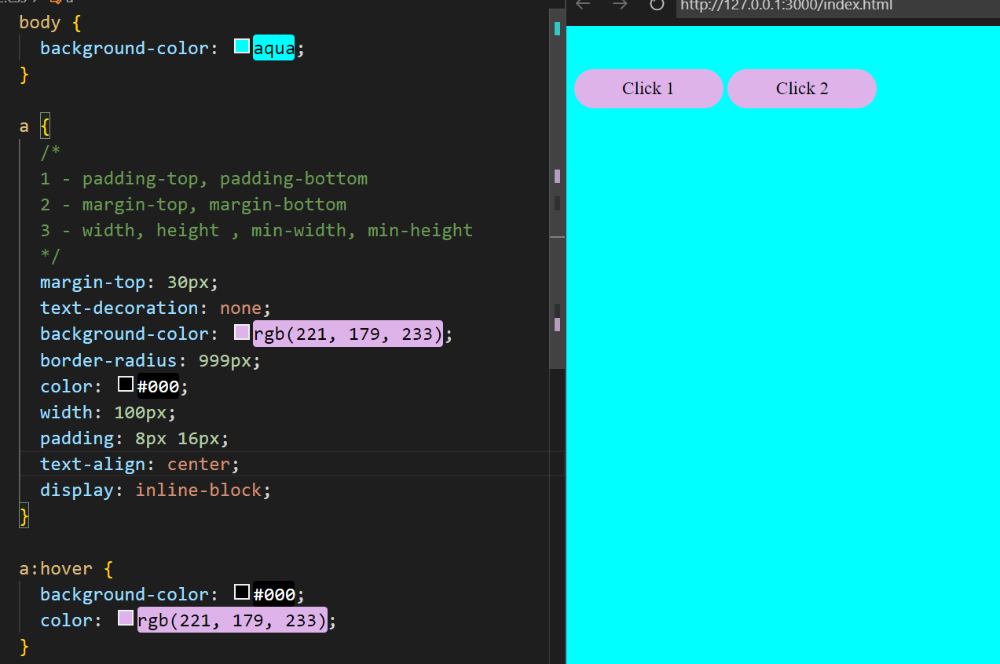 body {
background-color: aqua;
}
a {
/*
1 - padding-top, padding-bottom
2 - margin-top, margin-bottom
3 - width, height , min-width, min-height
*/
margin-top: 30px;
text-decoration: none;
background-color: rgb(221, 179, 233);
border-radius: 999px;
color: #000;
width: 100px;
padding: 8px 16px;
text-align: center;
display: inline-block;
}
a:hover {
background-color: #000;
color: rgb(221, 179, 233);
}
http://127.0.0.1:3000/index.html
Click 1 Click 2